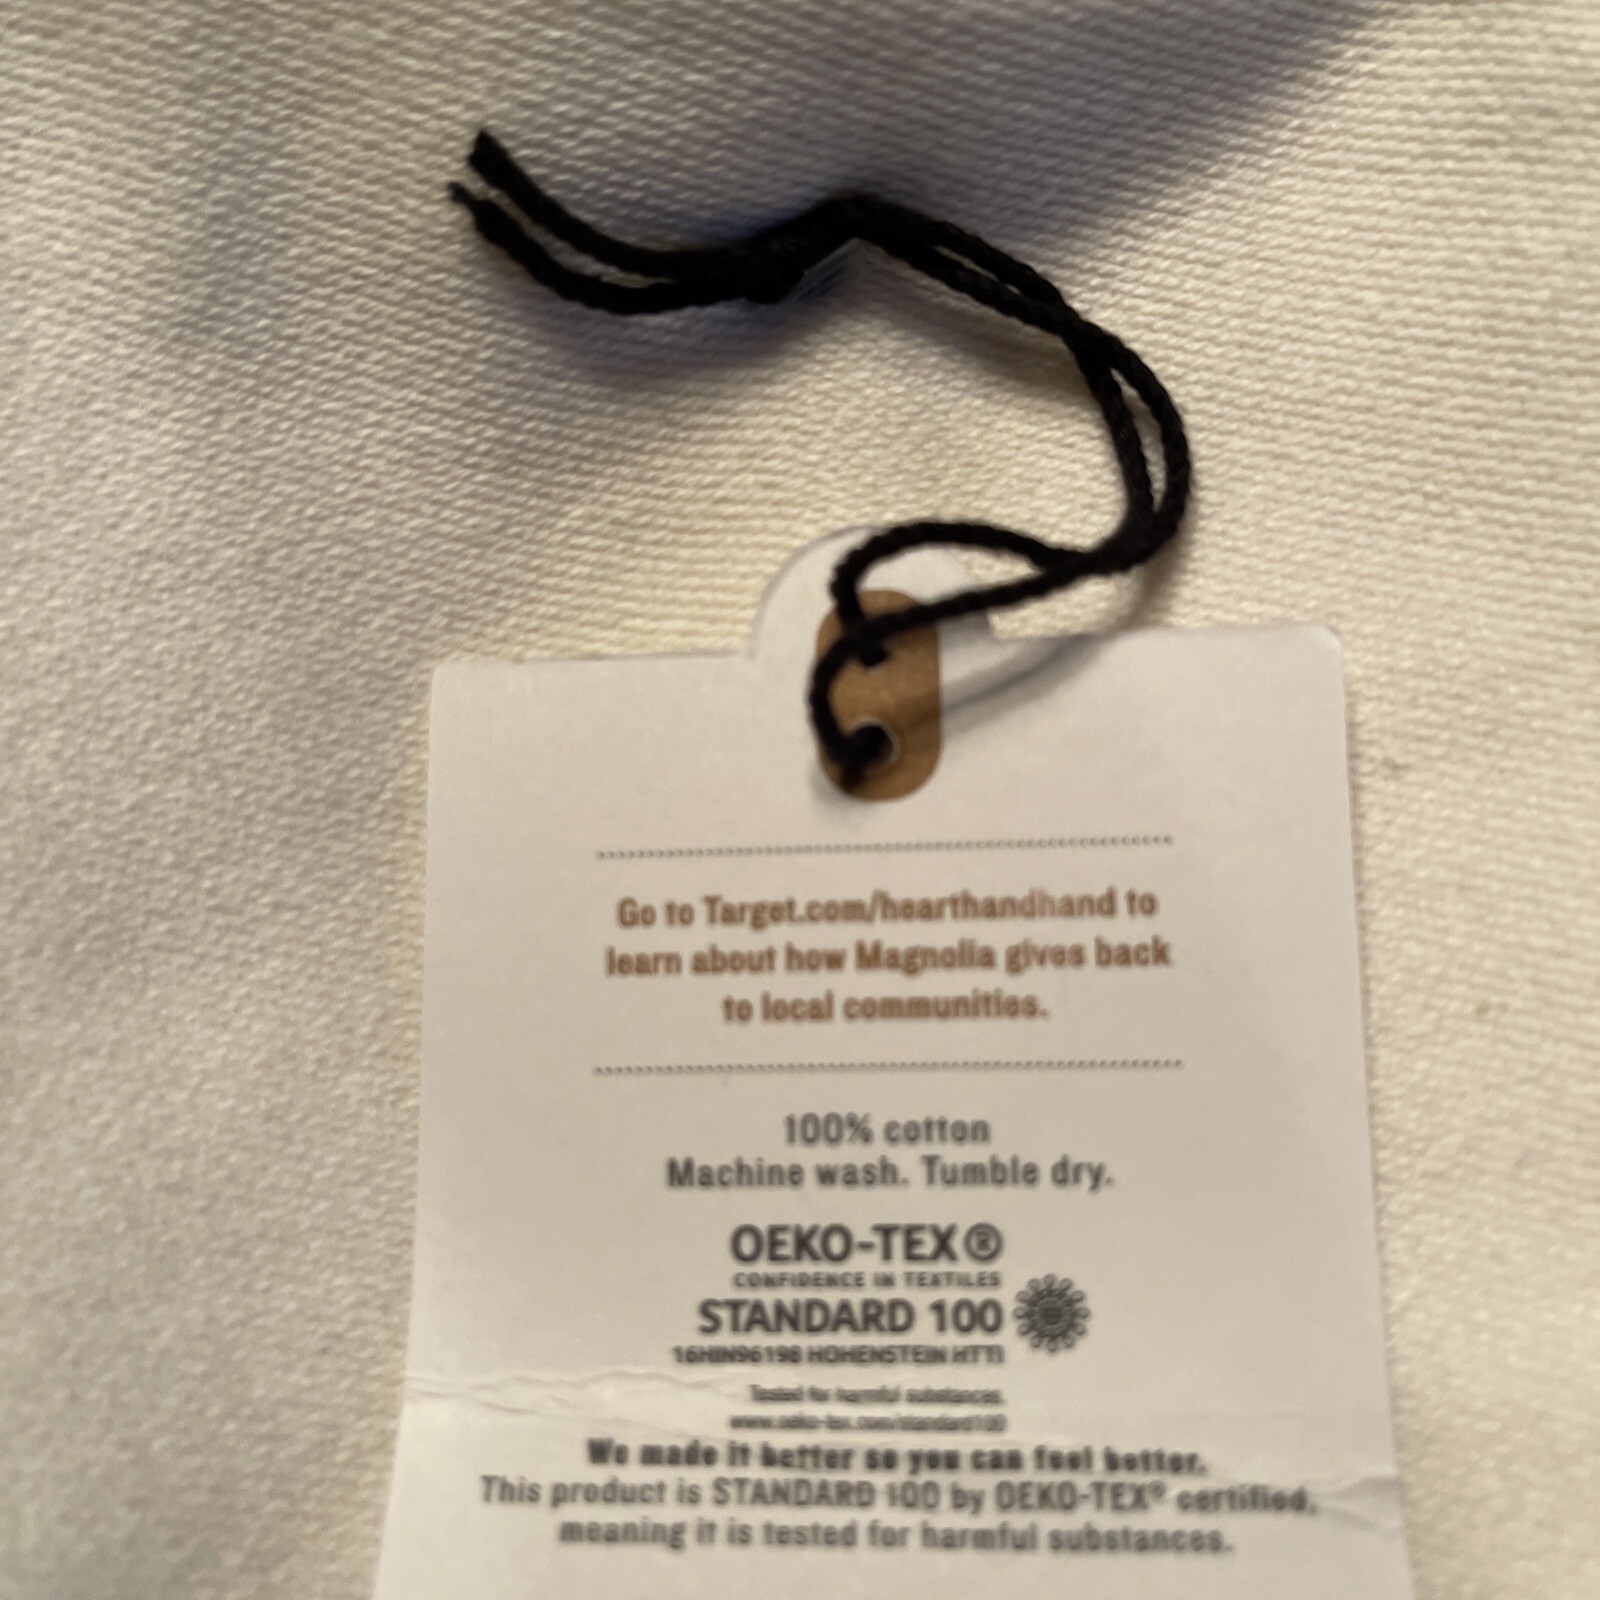 Go to Target.com/hearthandhand to
learn about how Magnolia gives back
to local communities.
100% cotton
Machine wash. Tumble dry.
OEKO-TEX®
CONFIDENCE IN TEXTILES
STANDARD 100
16HIN96198 HOHENSTEIN HTTI
Tested for harmful substances.
www.oeko-tex.com/standard100
We made it better so you can feel better.
This product is STANDARD 100 by OEKO-TEX® certified,
meaning it is tested for harmful substances.